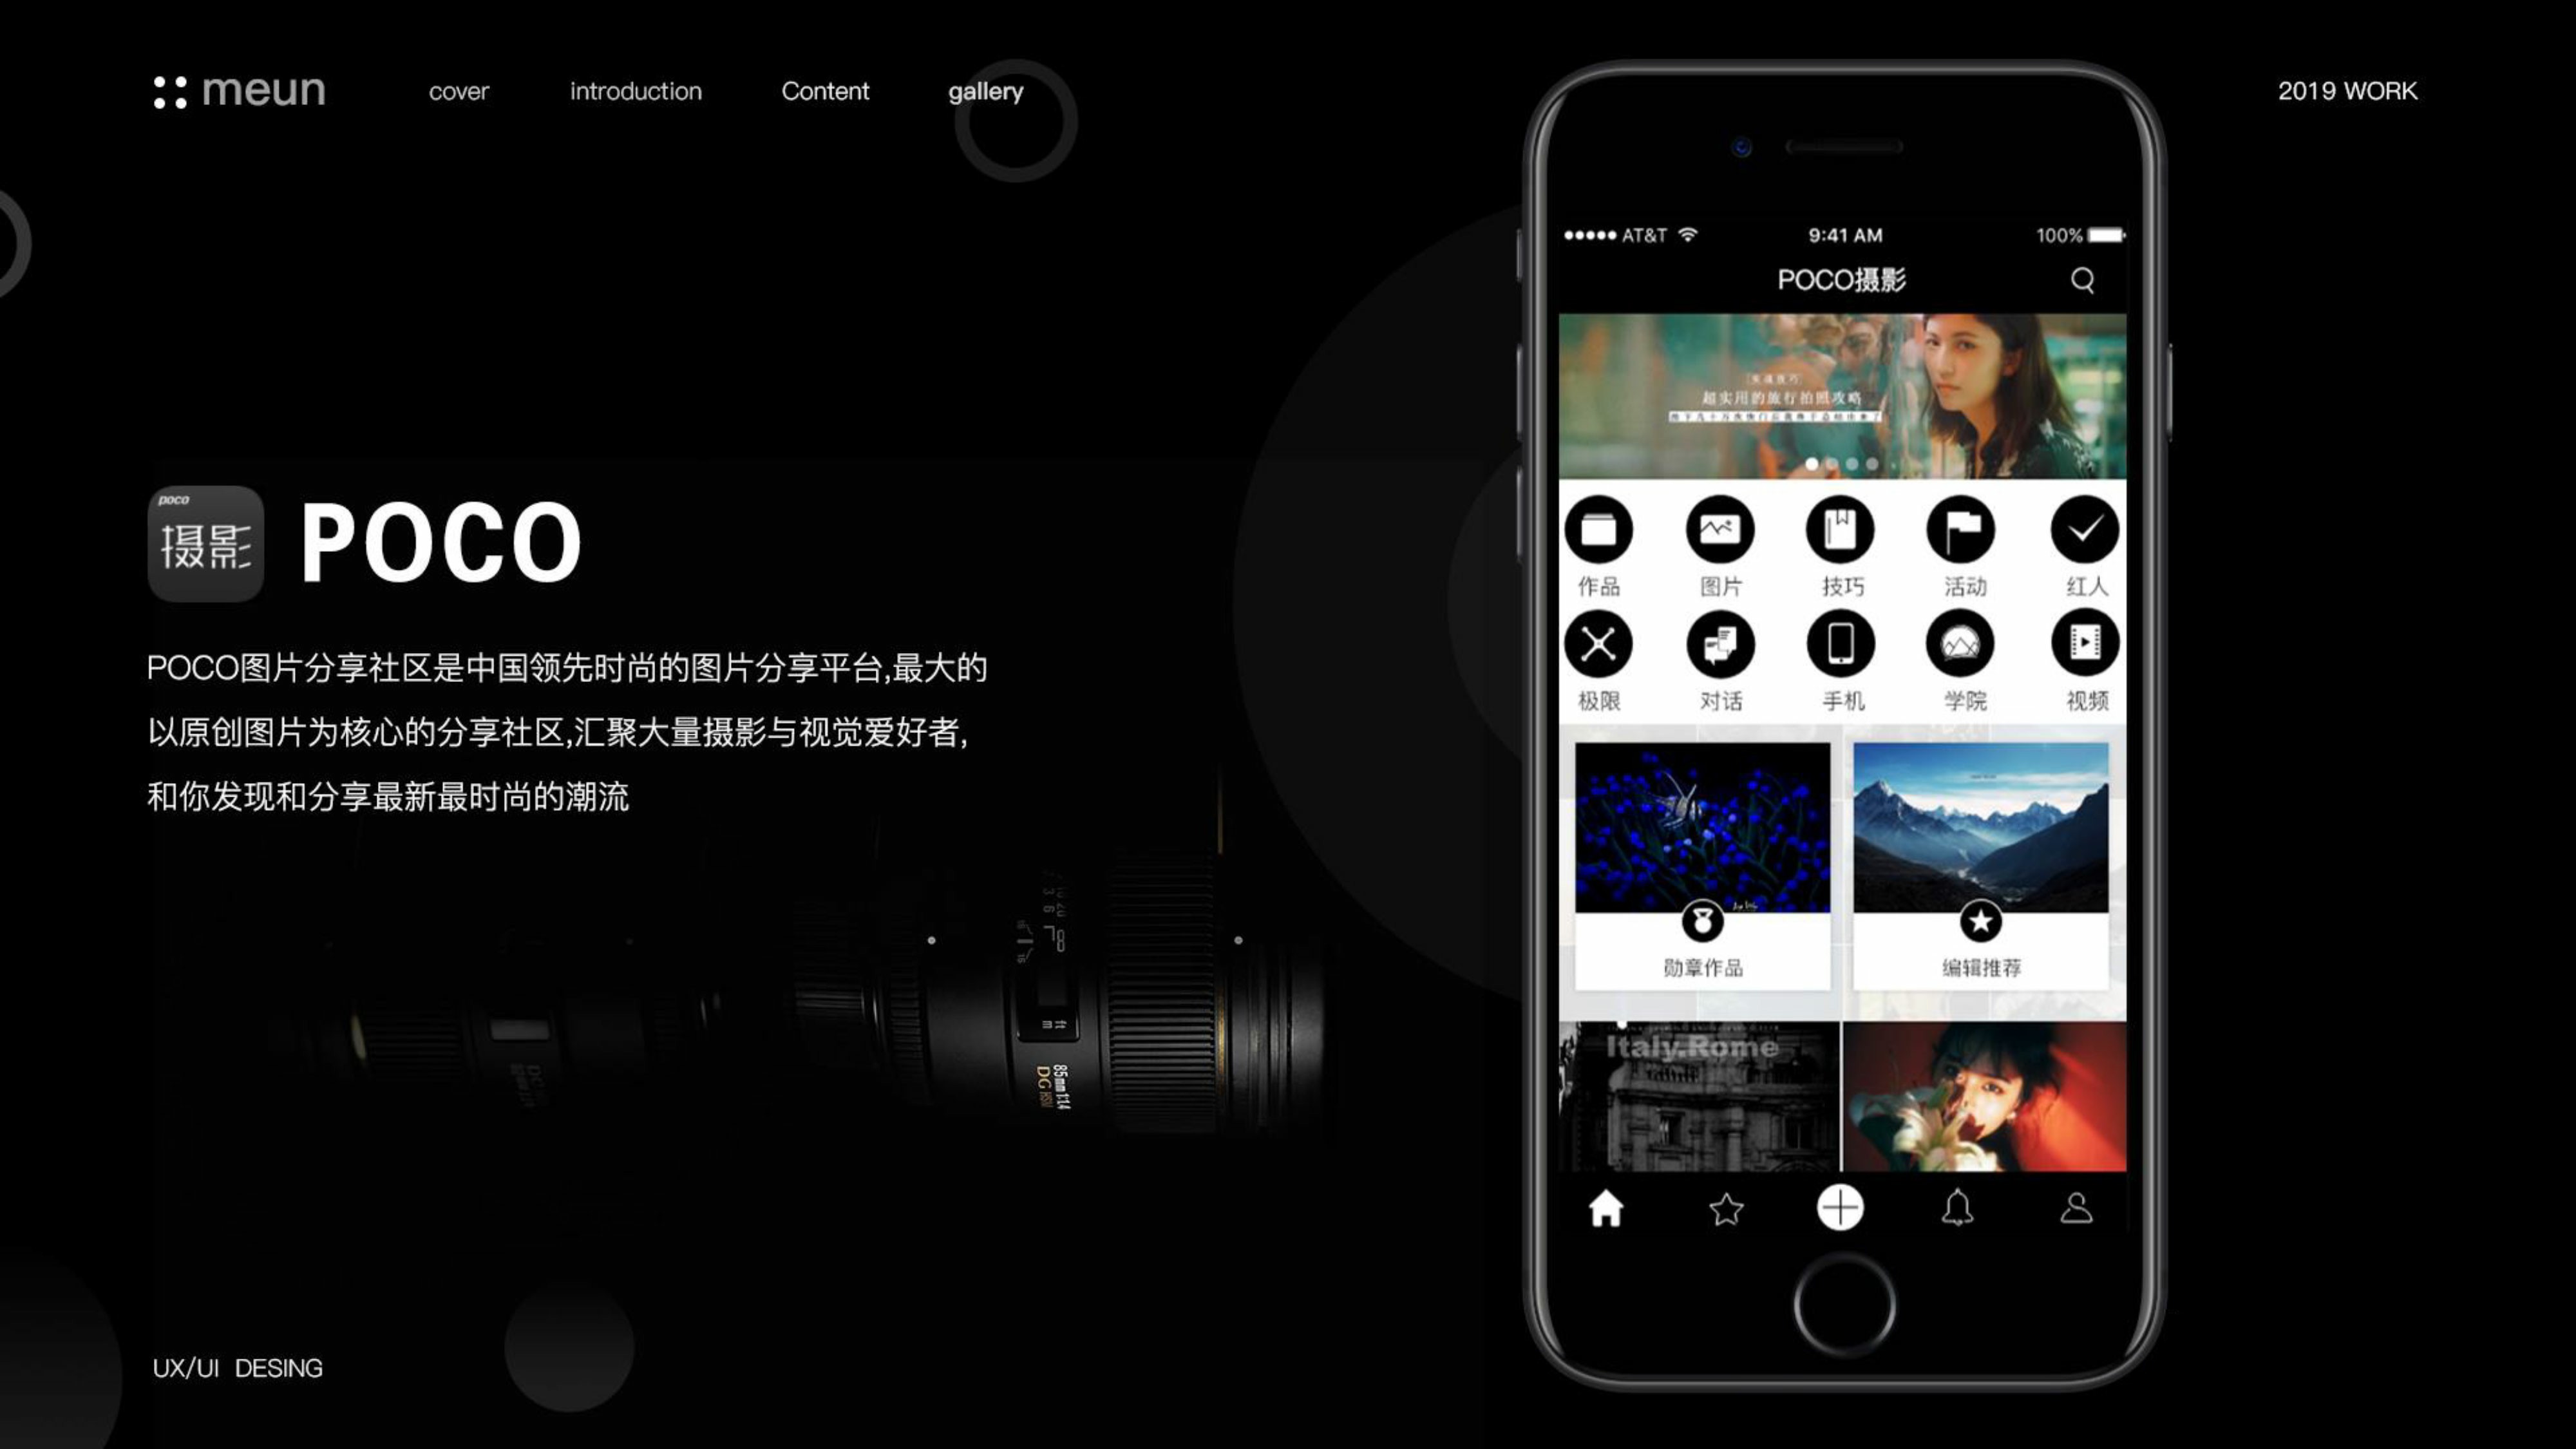 meun
cover
introduction
Content
gallery
2019 WORK
poco
摄影
POCO
POCO图片分享社区是中国领先时尚的图片分享平台,最大的
以原创图片为核心的分享社区,汇聚大量摄影与视觉爱好者,
和你发现和分享最新最时尚的潮流
ft
m
85mm 1:1.4
DG HSM
UX/UI DESING
AT&T
9:41 AM
100%
POCO摄影
超实用的旅行拍照攻略
作品
图片
技巧
活动
红人
极限
对话
手机
学院
视频
勋章作品
编辑推荐
Italy.Rome